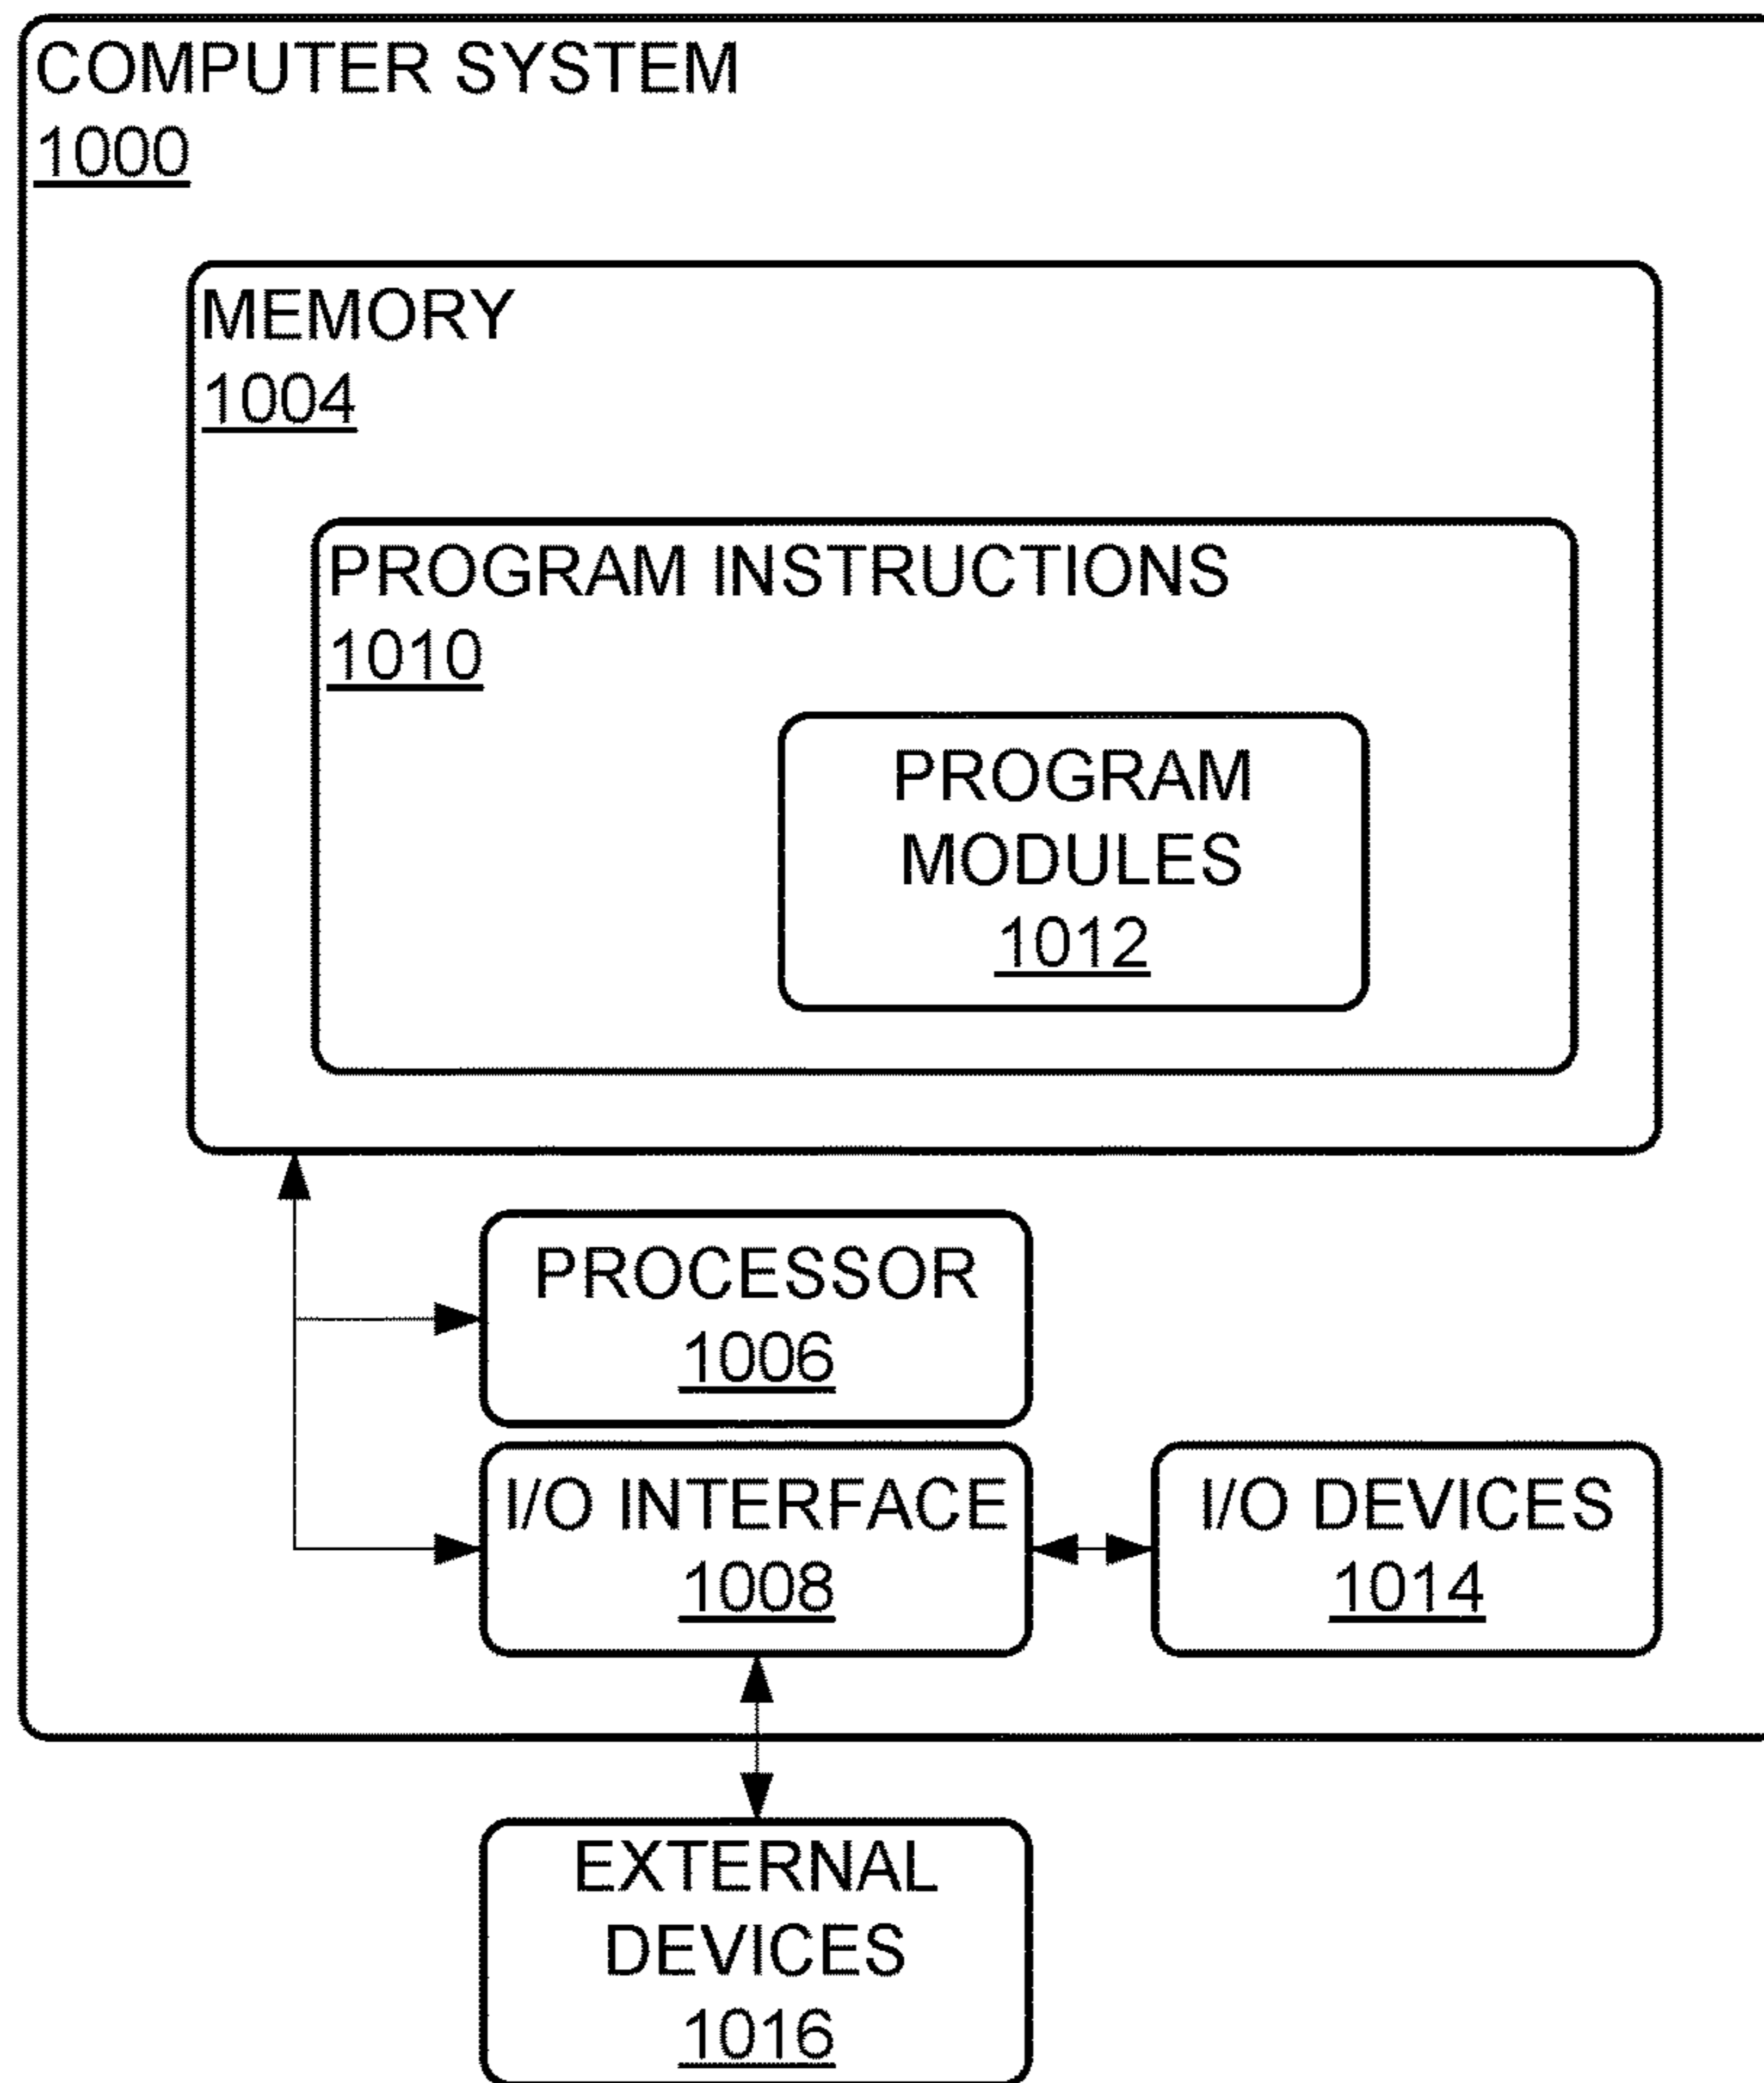 COMPUTER SYSTEM
1000
MEMORY
1004
PROGRAM INSTRUCTIONS
1010
PROGRAM
MODULES
1012
PROCESSOR
1006
I/O INTERFACE
1008
I/O DEVICES
1014
EXTERNAL
DEVICES
1016